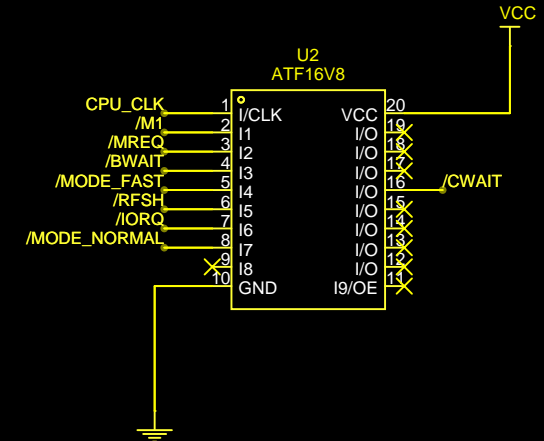 VCC
U2
ATF16V8
CPU_CLK 1 I/CLK VCC 20
/M1 2 I1 I/O 19
/MREQ 3 I2 I/O 18
/BWAIT 4 I3 I/O 17
/MODE_FAST 5 I4 I/O 16 /CWAIT
/RFSH 6 I5 I/O 15
/IORQ 7 I6 I/O 14
/MODE_NORMAL 8 I7 I/O 13
9 I8 I/O 12
10 GND I9/OE 11